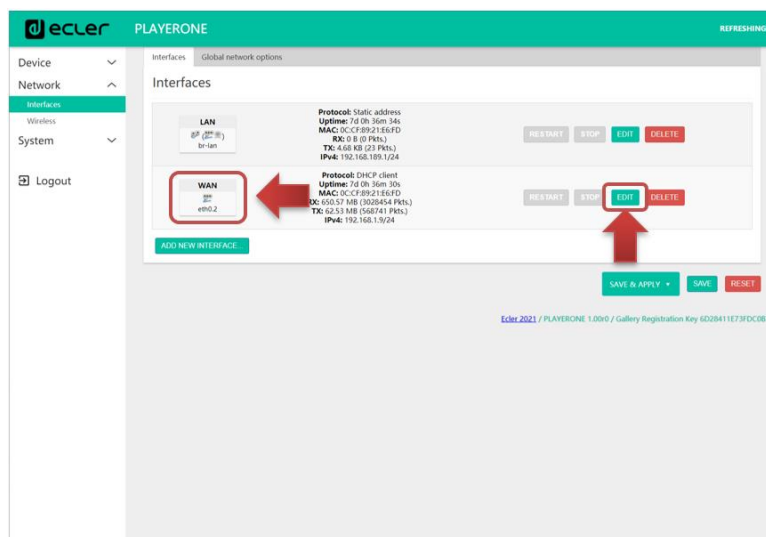 ecler
PLAYERONE
REFRESHING
Device
Network
Interfaces
Wireless
System
Logout
Interfaces Global network options
Interfaces
LAN
br-lan
Protocol: Static address
Uptime: 7d 0h 36m 34s
MAC: 0C:CF:89:21:E6:FD
RX: 0 B (0 Pkts.)
TX: 4.68 KB (23 Pkts.)
IPv4: 192.168.189.1/24
RESTART STOP EDIT DELETE
WAN
eth0.2
Protocol: DHCP client
Uptime: 7d 0h 36m 30s
MAC: 0C:CF:89:21:E6:FD
RX: 650.57 MB (3028454 Pkts.)
TX: 62.53 MB (568741 Pkts.)
IPv4: 192.168.1.9/24
RESTART STOP EDIT DELETE
ADD NEW INTERFACE...
SAVE & APPLY SAVE RESET
Ecler 2021 / PLAYERONE 1.00r0 / Gallery Registration Key 6D28411E73FDC08